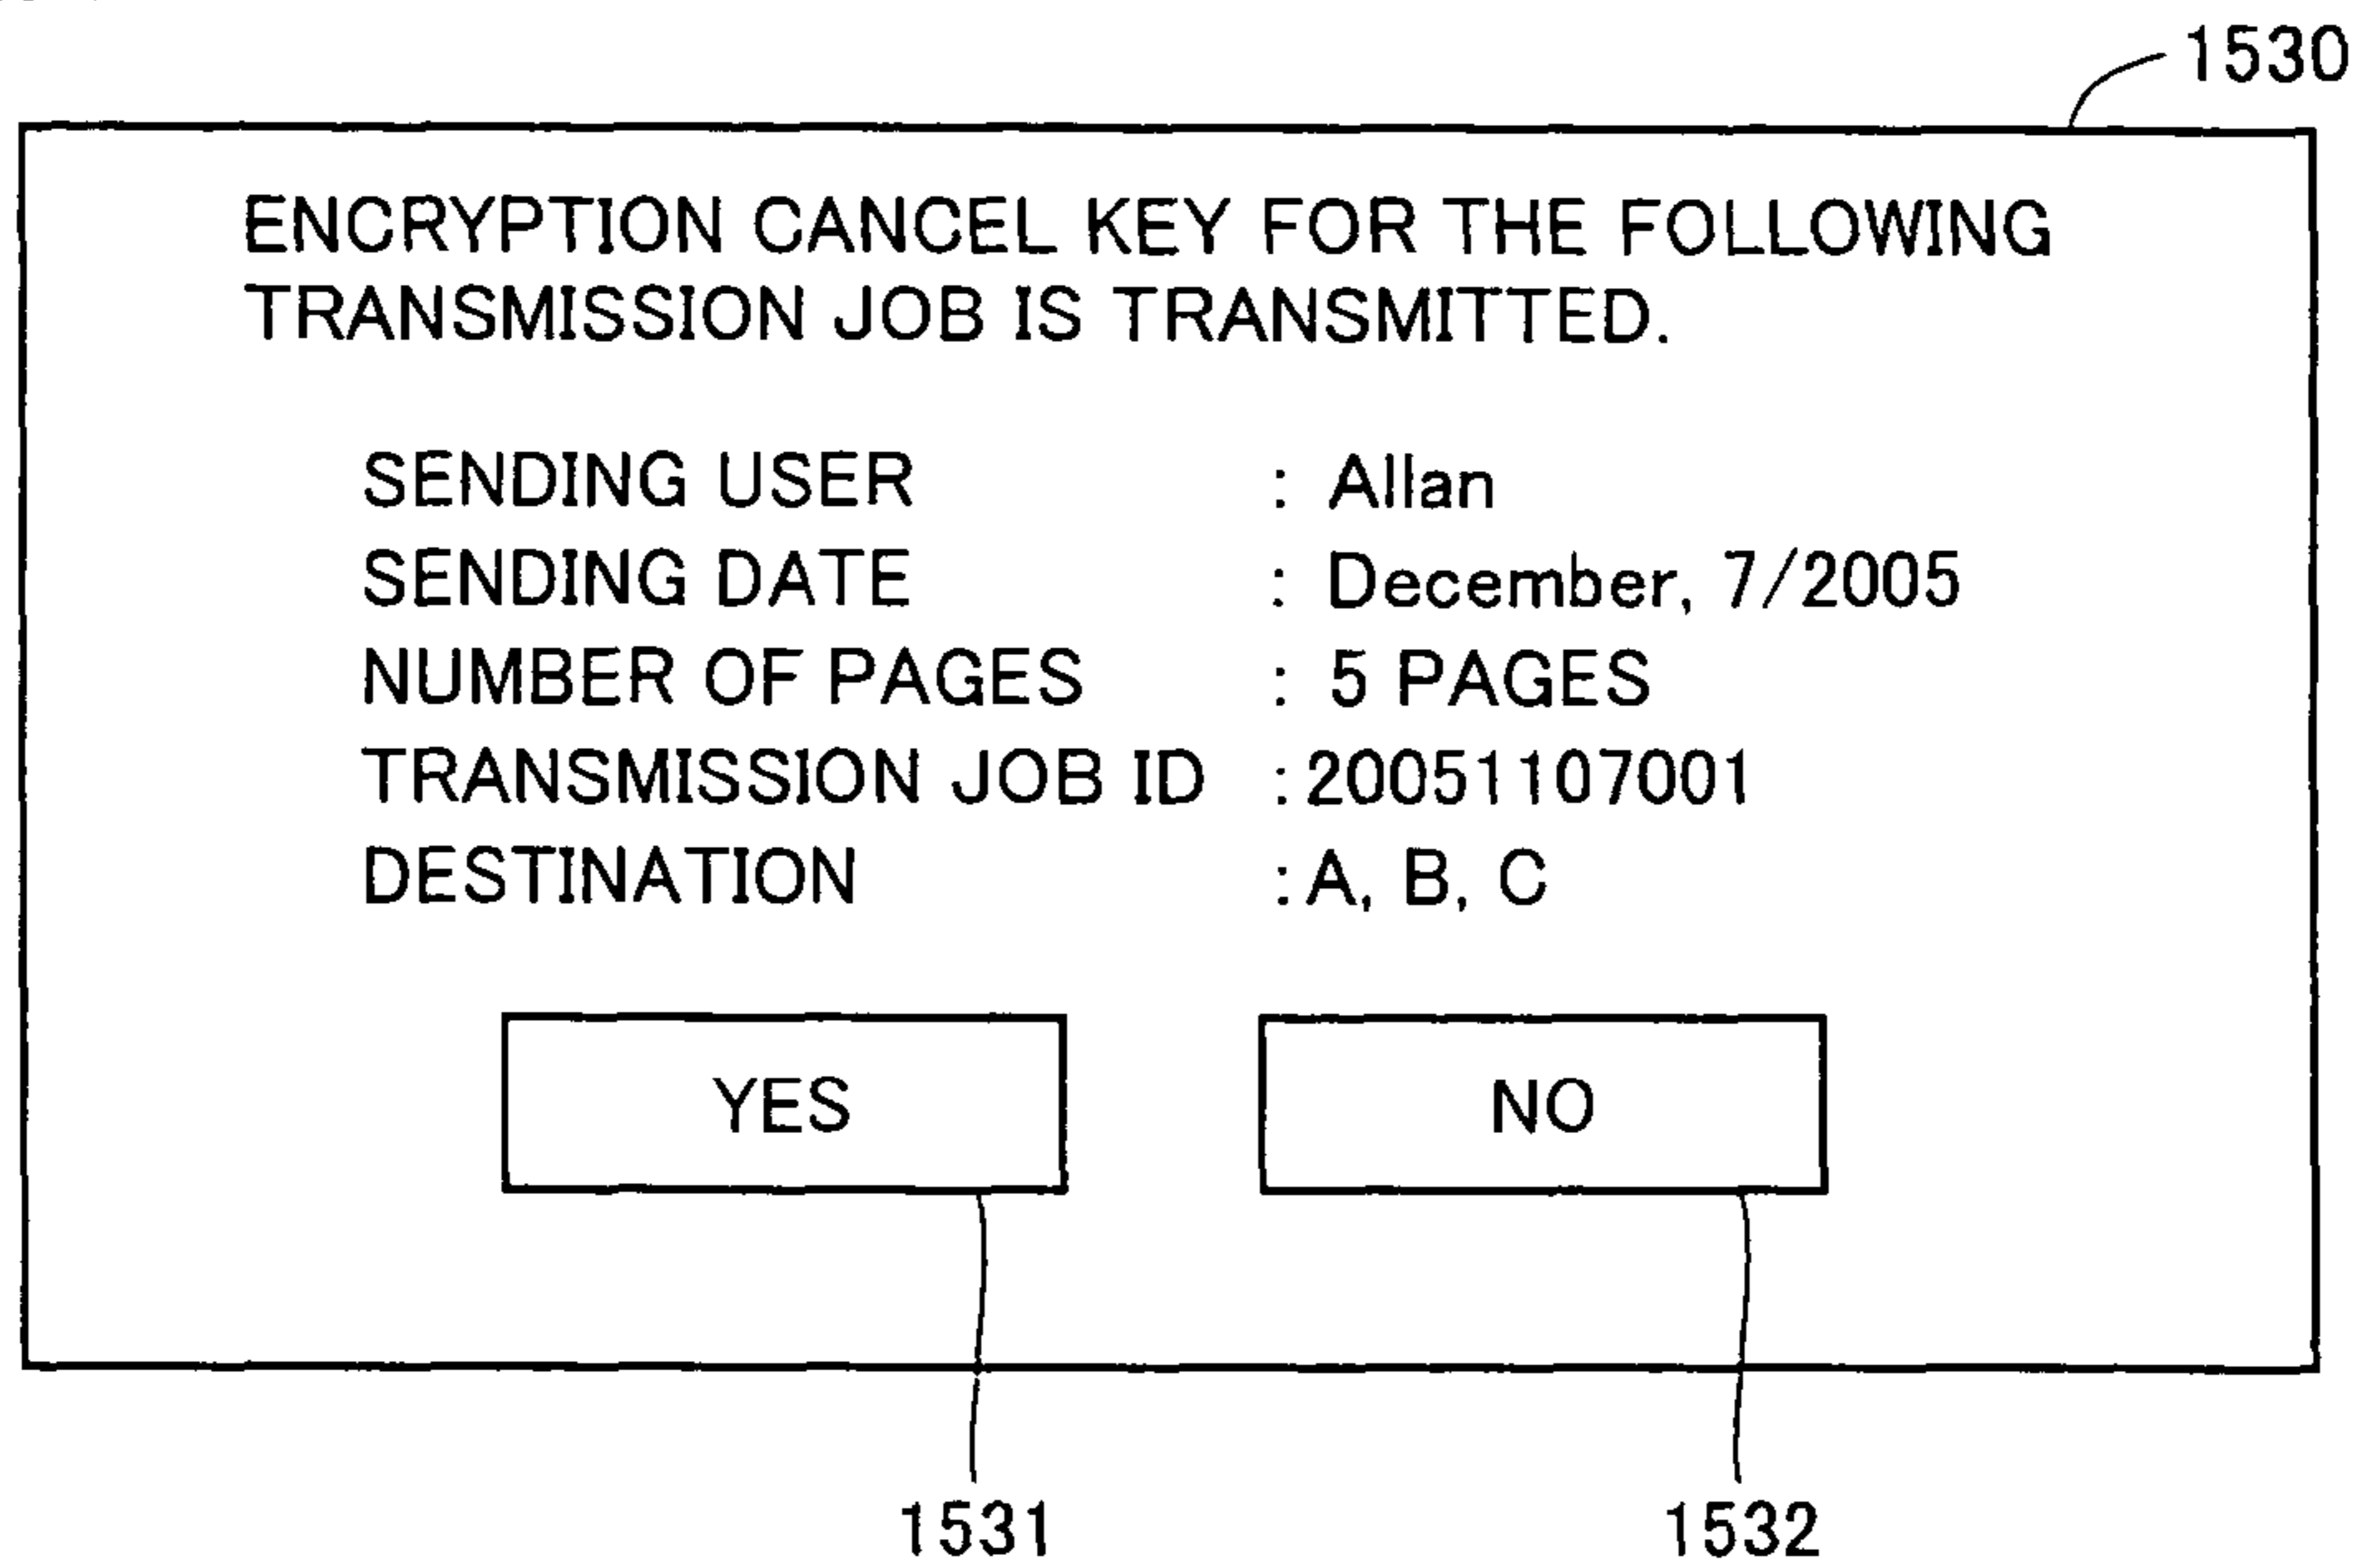 1530
ENCRYPTION CANCEL KEY FOR THE FOLLOWING
TRANSMISSION JOB IS TRANSMITTED.
SENDING USER : Allan
SENDING DATE : December, 7/2005
NUMBER OF PAGES : 5 PAGES
TRANSMISSION JOB ID :20051107001
DESTINATION :A, B, C
YES NO
1531 1532